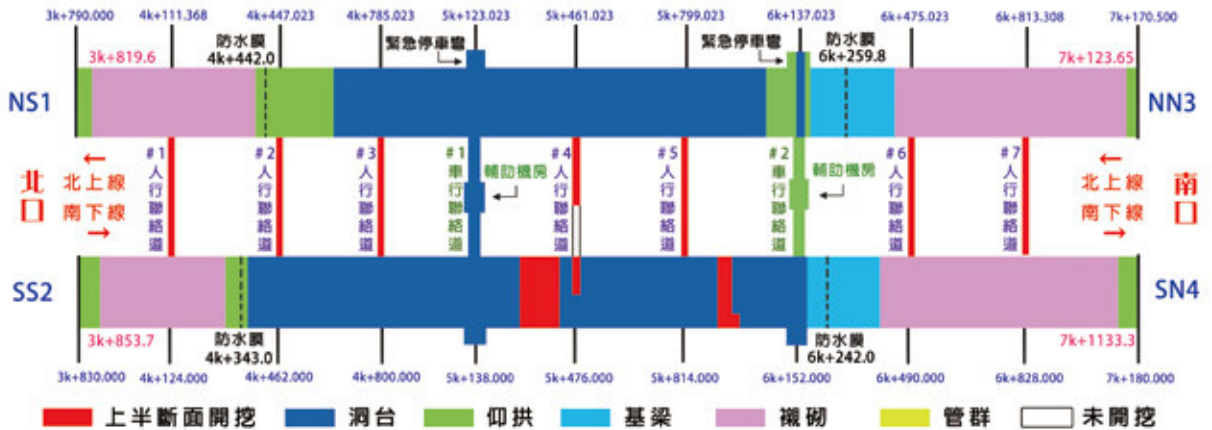 3k+790.000 4k+111.368 4k+447.023 4k+785.023 5k+123.023 5k+461.023 5k+799.023 6k+137.023 6k+475.023 6k+813.308 7k+170.500
3k+819.6
防水膜
4k+442.0
緊急停車彎
緊急停車彎
防水膜
6k+259.8
7k+123.65
NS1
NN3
北口
← 北上線
南下線 →
#1人行聯絡道
#2人行聯絡道
#3人行聯絡道
#1車行聯絡道
輔助機房
#4人行聯絡道
#5人行聯絡道
#2車行聯絡道
輔助機房
#6人行聯絡道
#7人行聯絡道
← 北上線
南下線 →
南口
SS2
SN4
3k+853.7
防水膜
4k+343.0
防水膜
6k+242.0
7k+1133.3
3k+830.000 4k+124.000 4k+462.000 4k+800.000 5k+138.000 5k+476.000 5k+814.000 6k+152.000 6k+490.000 6k+828.000 7k+180.000
上半斷面開挖 洞台 仰拱 基梁 襯砌 管群 未開挖